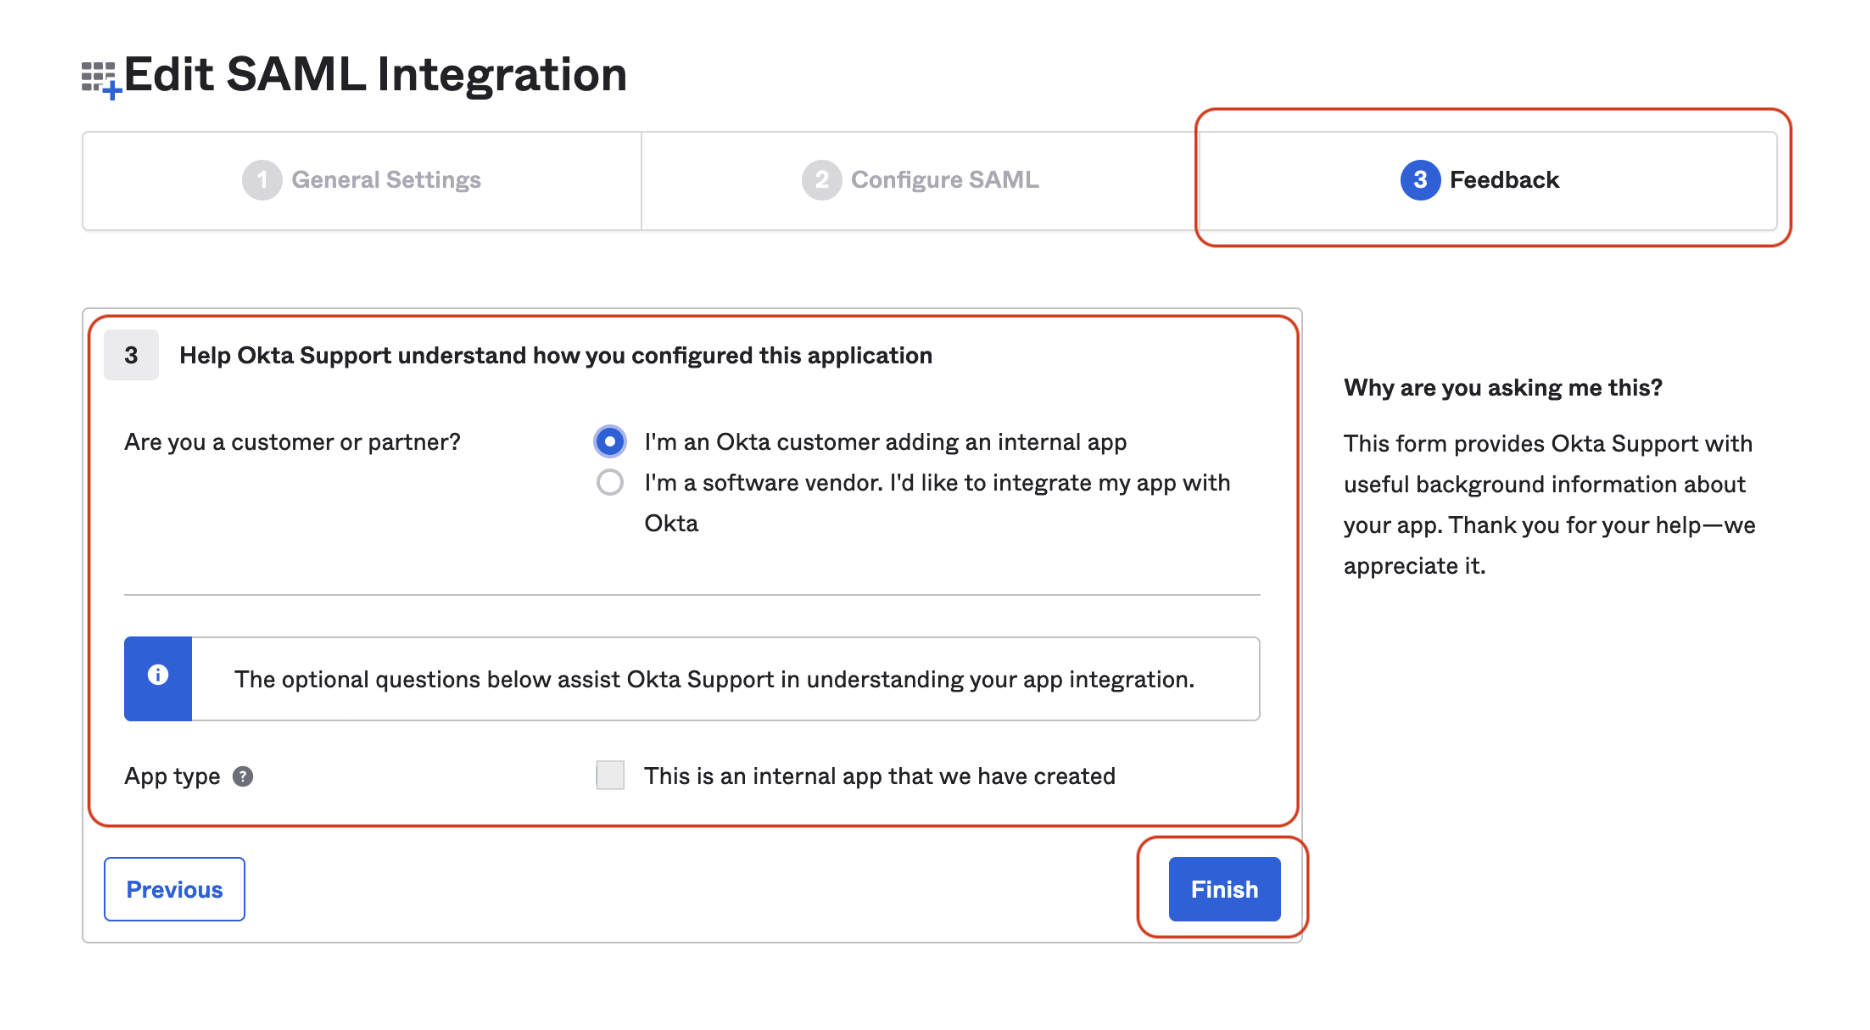 Edit SAML Integration
1 General Settings
2 Configure SAML
3 Feedback
3 Help Okta Support understand how you configured this application
Are you a customer or partner?
I'm an Okta customer adding an internal app
I'm a software vendor. I'd like to integrate my app with
Okta
The optional questions below assist Okta Support in understanding your app integration.
App type ?
This is an internal app that we have created
Previous
Finish
Why are you asking me this?
This form provides Okta Support with
useful background information about
your app. Thank you for your help—we
appreciate it.